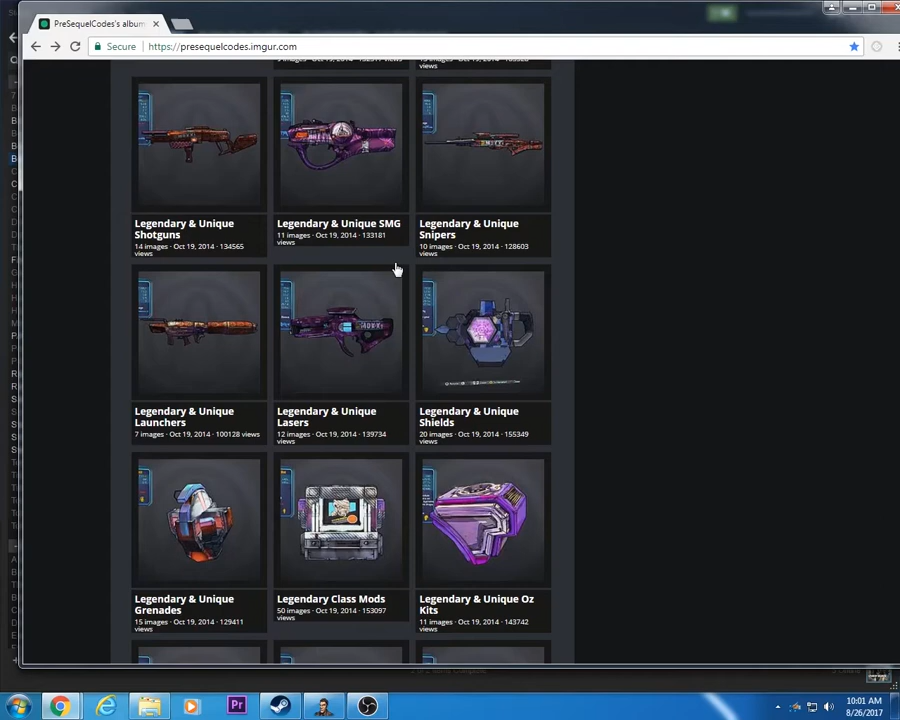 PreSequelCodes's album
Secure
https://presequelcodes.imgur.com
views
views
Legendary & Unique Shotguns
14 images · Oct 19, 2014 · 134565 views
Legendary & Unique SMG
11 images · Oct 19, 2014 · 133181 views
Legendary & Unique Snipers
10 images · Oct 19, 2014 · 128603 views
Legendary & Unique Launchers
7 images · Oct 19, 2014 · 100128 views
Legendary & Unique Lasers
12 images · Oct 19, 2014 · 139734 views
Legendary & Unique Shields
20 images · Oct 19, 2014 · 155349 views
Legendary & Unique Grenades
15 images · Oct 19, 2014 · 129411 views
Legendary Class Mods
50 images · Oct 19, 2014 · 153097 views
Legendary & Unique Oz Kits
11 images · Oct 19, 2014 · 143742 views
Pr
10:01 AM
8/26/2017